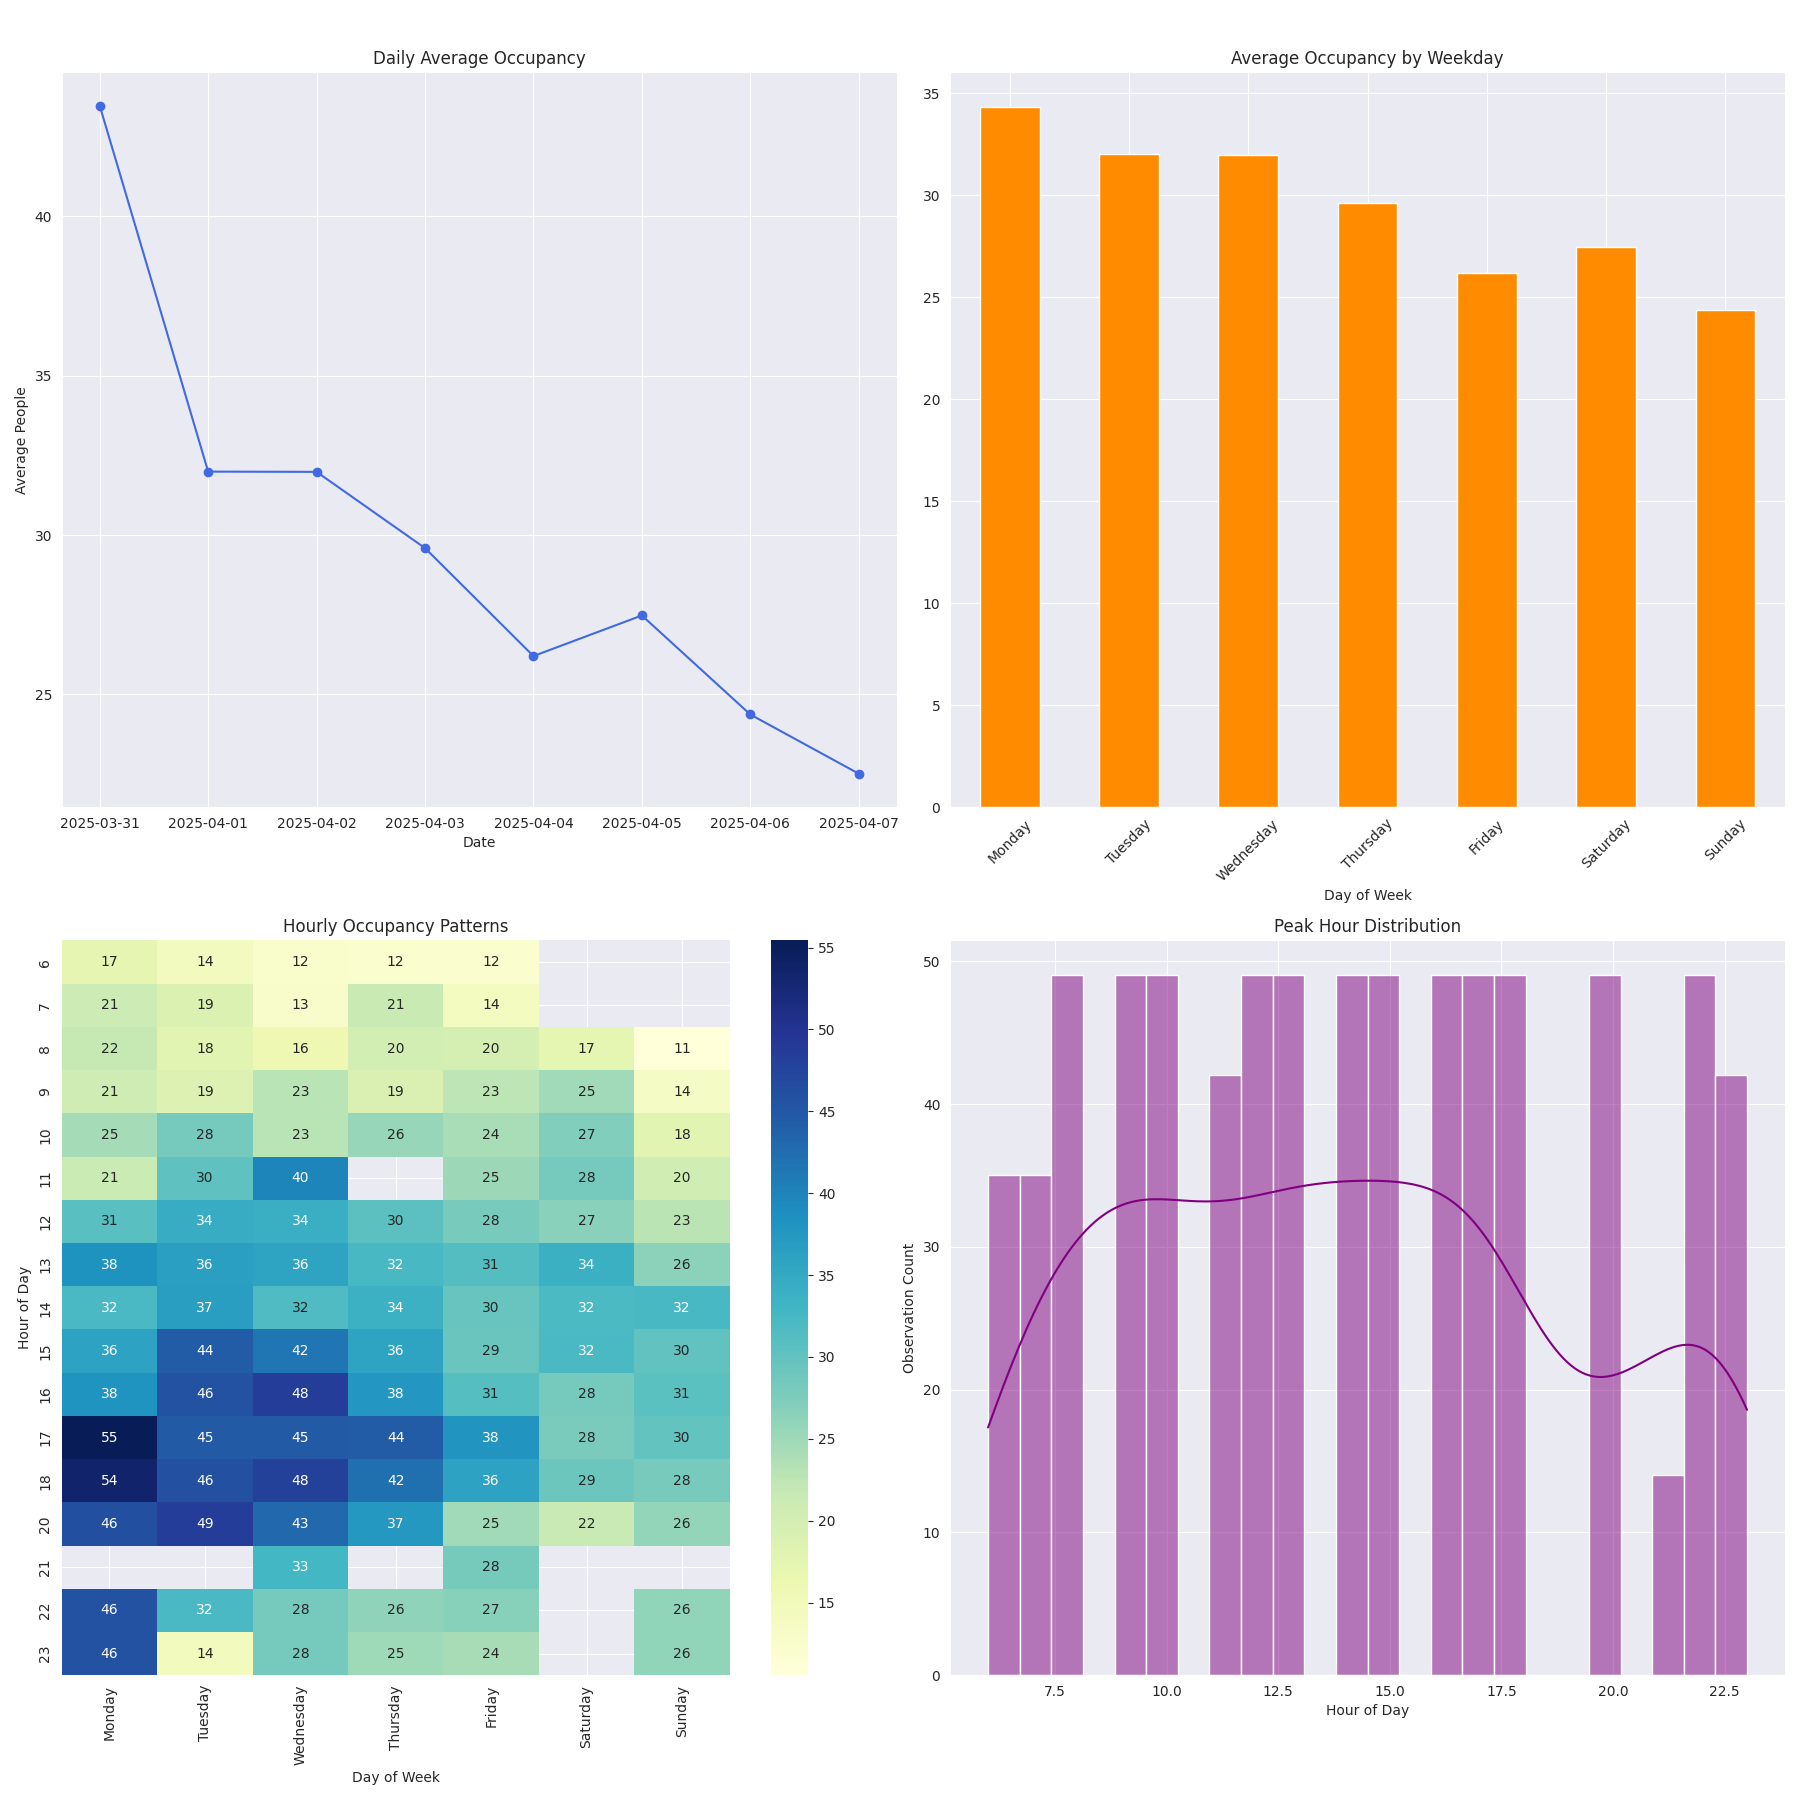 Daily Average Occupancy
40
35
30
25
Average People
2025-03-31 2025-04-01 2025-04-02 2025-04-03 2025-04-04 2025-04-05 2025-04-06 2025-04-07
Date
Average Occupancy by Weekday
35
30
25
20
15
10
5
0
Monday Tuesday Wednesday Thursday Friday Saturday Sunday
Day of Week
Hourly Occupancy Patterns
6 17 14 12 12 12
7 21 19 13 21 14
8 22 18 16 20 20 17 11
9 21 19 23 19 23 25 14
10 25 28 23 26 24 27 18
11 21 30 40 25 28 20
12 31 34 34 30 28 27 23
13 38 36 36 32 31 34 26
14 32 37 32 34 30 32 32
15 36 44 42 36 29 32 30
16 38 46 48 38 31 28 31
17 55 45 45 44 38 28 30
18 54 46 48 42 36 29 28
20 46 49 43 37 25 22 26
21 33 28
22 46 32 28 26 27 26
23 46 14 28 25 24 26
Hour of Day
Monday Tuesday Wednesday Thursday Friday Saturday Sunday
Day of Week
55
50
45
40
35
30
25
20
15
Peak Hour Distribution
50
40
30
20
10
0
Observation Count
7.5 10.0 12.5 15.0 17.5 20.0 22.5
Hour of Day